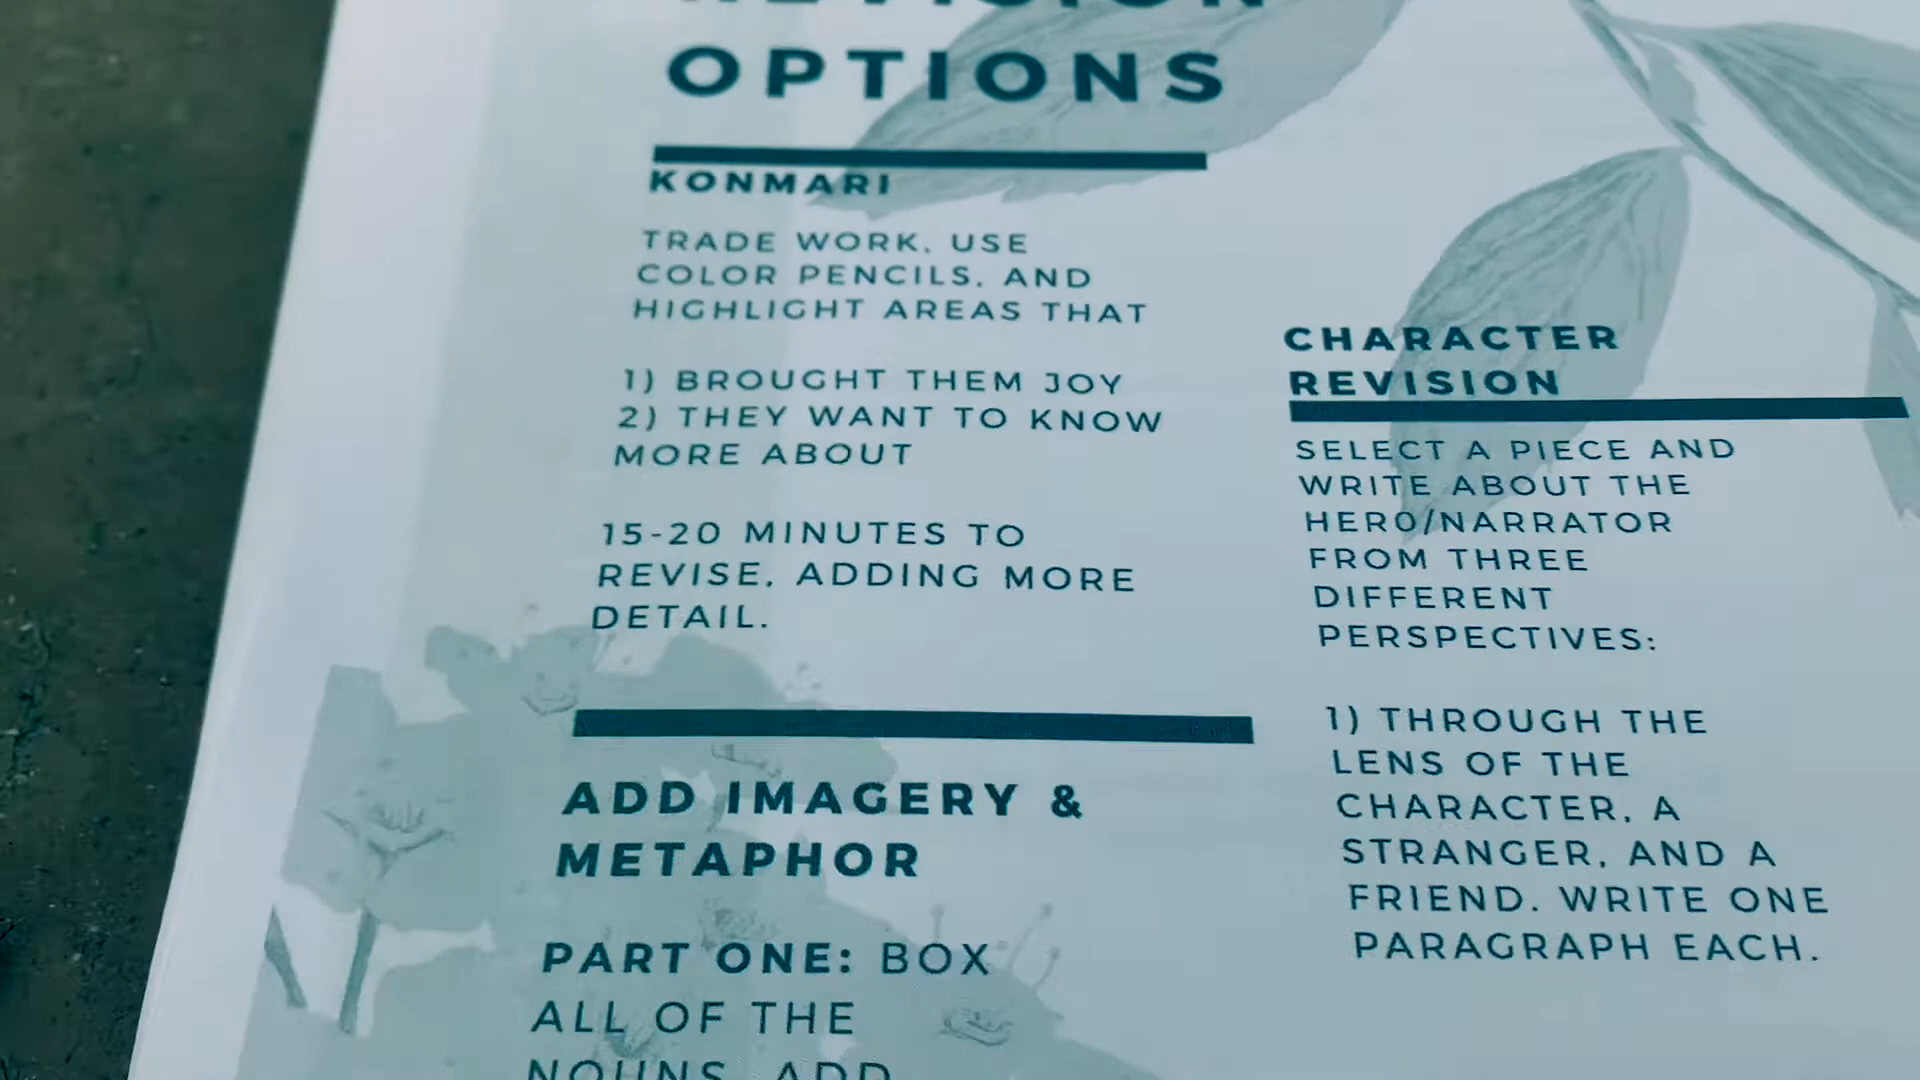 REVISION
OPTIONS
KONMARI
TRADE WORK, USE
COLOR PENCILS, AND
HIGHLIGHT AREAS THAT
1) BROUGHT THEM JOY
2) THEY WANT TO KNOW
MORE ABOUT
15-20 MINUTES TO
REVISE, ADDING MORE
DETAIL.
ADD IMAGERY &
METAPHOR
PART ONE: BOX
ALL OF THE
NOUNS. ADD
CHARACTER
REVISION
SELECT A PIECE AND
WRITE ABOUT THE
HERO/NARRATOR
FROM THREE
DIFFERENT
PERSPECTIVES:
1) THROUGH THE
LENS OF THE
CHARACTER, A
STRANGER, AND A
FRIEND. WRITE ONE
PARAGRAPH EACH.